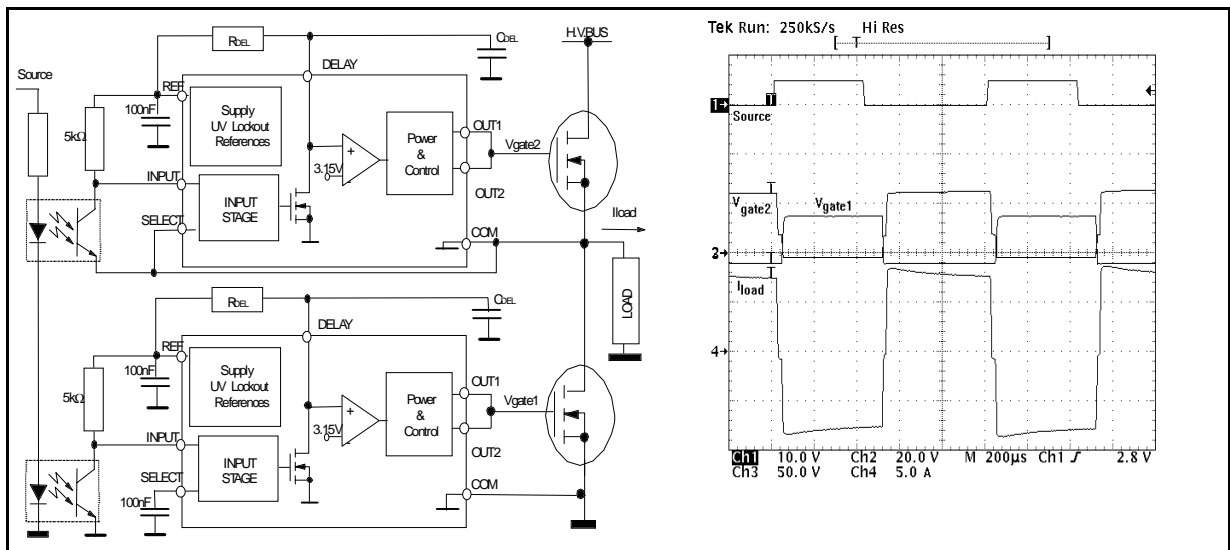 Source
RDEL
CDEL
H.V.BUS
DELAY
REF
100nF
5kΩ
Supply
UV Lockout
References
3.15V
+
-
Power
&
Control
OUT1
OUT2
Vgate2
INPUT
INPUT
STAGE
SELECT
COM
Iload
LOAD
RDEL
CDEL
DELAY
REF
100nF
5kΩ
Supply
UV Lockout
References
3.15V
+
-
Power
&
Control
OUT1
OUT2
Vgate1
INPUT
INPUT
STAGE
SELECT
100nF
COM
Tek Run: 250kS/s Hi Res
[ T ]
1
T
Source
Vgate2
Vgate1
2
Iload
4
Ch1 10.0 V Ch2 20.0 V M 200µs Ch1 ƒ 2.8 V
Ch3 50.0 V Ch4 5.0 A